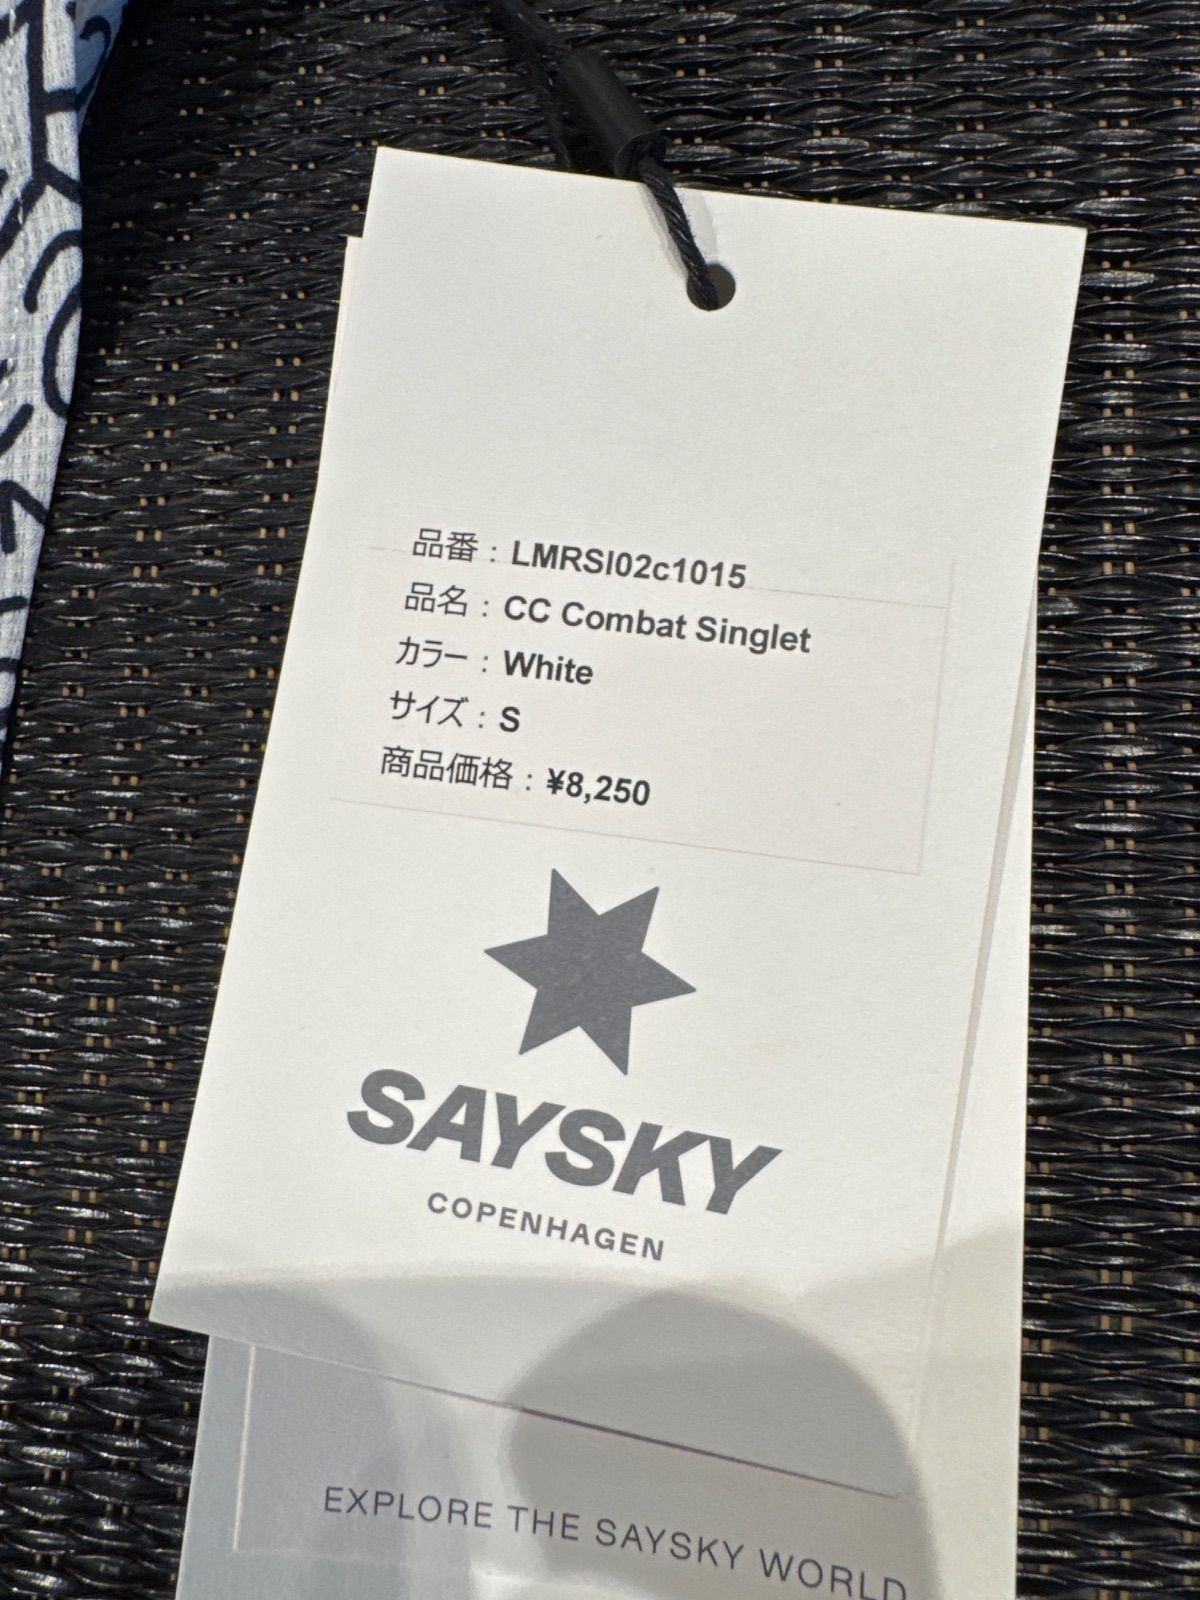 品番：LMRSI02c1015
品名：CC Combat Singlet
カラー：White
サイズ：S
商品価格：¥8,250
SAYSKY
COPENHAGEN
EXPLORE THE SAYSKY WORLD